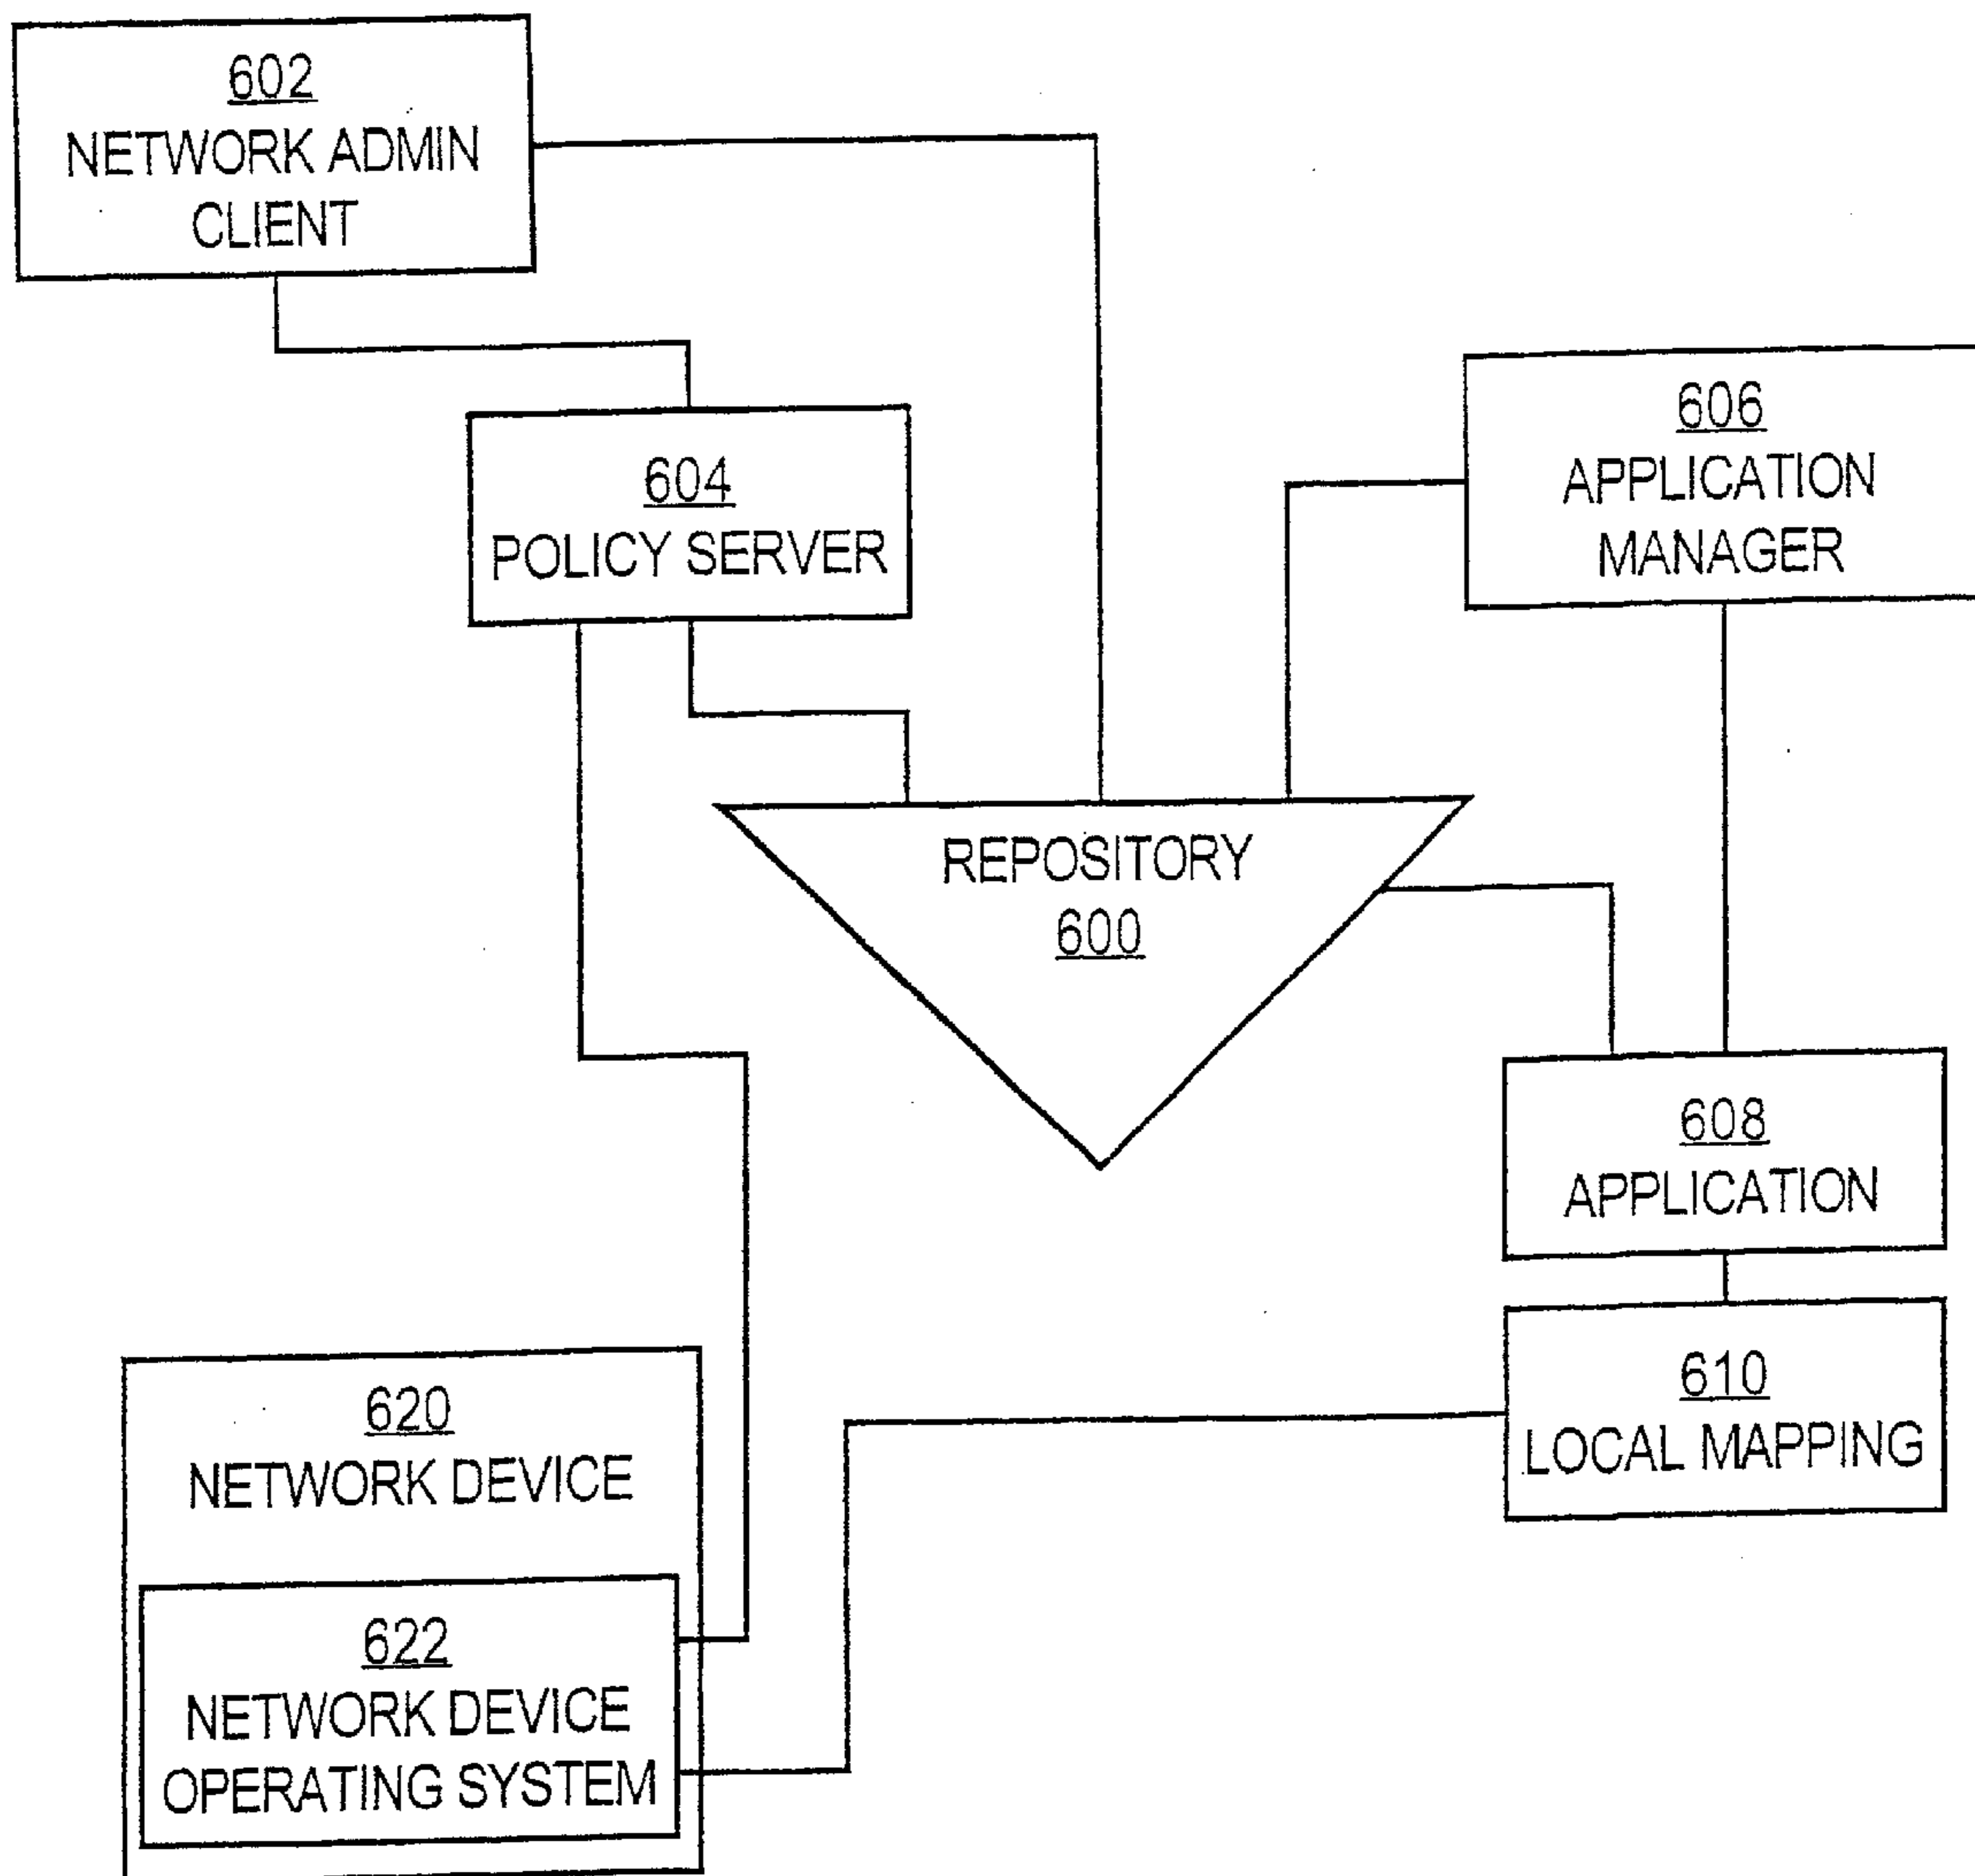 602
NETWORK ADMIN
CLIENT
604
POLICY SERVER
606
APPLICATION
MANAGER
REPOSITORY
600
608
APPLICATION
610
LOCAL MAPPING
620
NETWORK DEVICE
622
NETWORK DEVICE
OPERATING SYSTEM